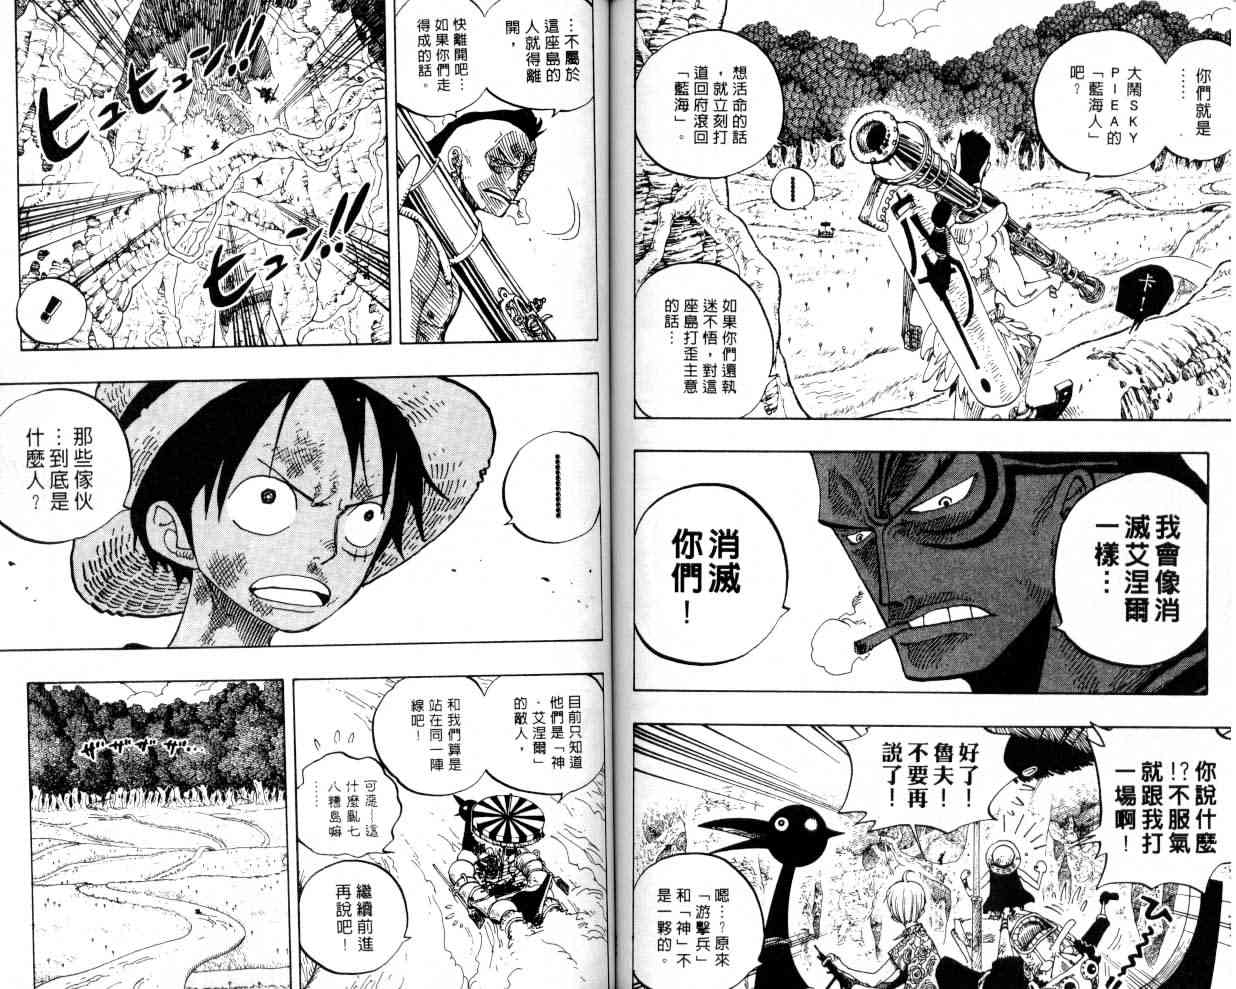 你們就是
……
大鬧SKY
PIEA的
「藍海人」
吧？
想活命的話
，就立刻打
道回府滾回
「藍海」。
…………
卡！
如果你們還執
迷不悟，對這
座島打歪主意
的話…
我會像消
滅艾涅爾
一樣…
消滅
你們！
你說什麼
！？不服氣
就跟我打
一場啊！
好了！
魯夫！
不要再
說了！
嗯…？原來
「游擊兵」
和「神」不
是一夥的。
…不屬於
這座島的
人就得離
開，
快離開吧…
如果你們走
得成的話。
ヒュヒュン!!
ヒュン!!
！
…………
那些傢伙
…到底是
什麼人？
目前只知道
他們是「神
．艾涅爾」
的敵人，
和我們算是
站在同一陣
線吧！
可惡——這
什麼亂七
八糟島嘛
……
繼續前進
再說吧！
ザザザザ…